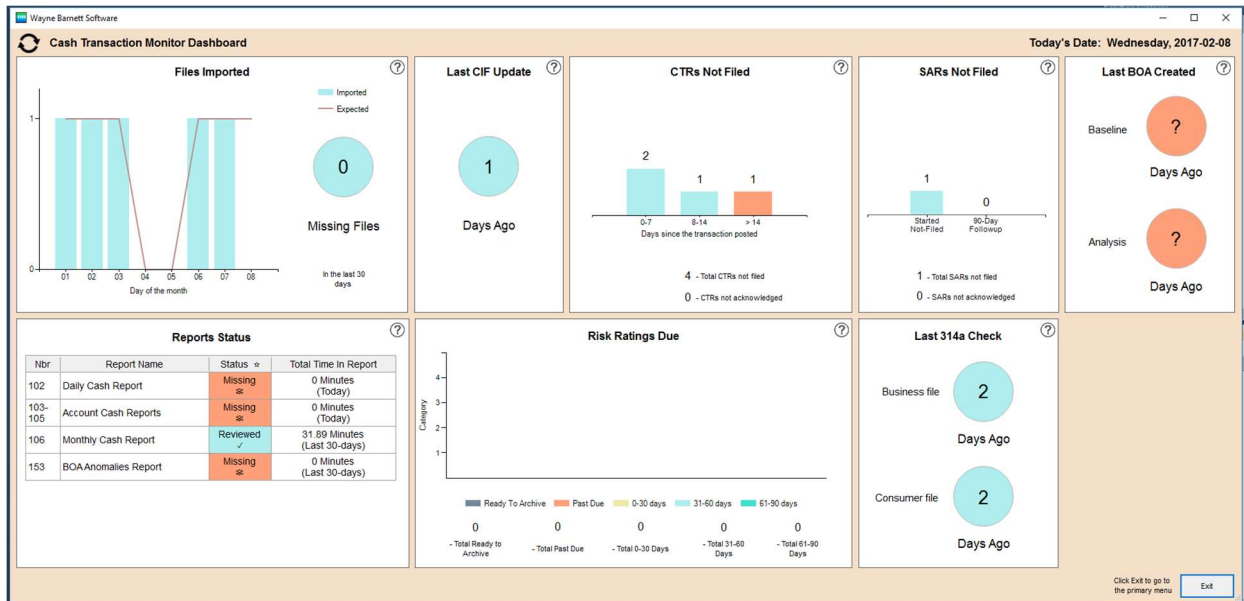 Wayne Barnett Software
Cash Transaction Monitor Dashboard
Today's Date: Wednesday, 2017-02-08
Files Imported
?
Imported
Expected
1
0
01 02 03 04 05 06 07 08
Day of the month
0
Missing Files
In the last 30
days
Last CIF Update
?
1
Days Ago
CTRs Not Filed
?
2
1
1
0-7 8-14 > 14
Days since the transaction posted
4 - Total CTRs not filed
0 - CTRs not acknowledged
SARs Not Filed
?
1
0
Started
Not-Filed
90-Day
Followup
1 - Total SARs not filed
0 - SARs not acknowledged
Last BOA Created
?
Baseline
?
Days Ago
Analysis
?
Days Ago
Reports Status
?
Nbr Report Name Status Total Time In Report
102 Daily Cash Report Missing 0 Minutes
(Today)
103-
105 Account Cash Reports Missing 0 Minutes
(Today)
106 Monthly Cash Report Reviewed ✓ 31.89 Minutes
(Last 30-days)
153 BOA Anomalies Report Missing 0 Minutes
(Last 30-days)
Risk Ratings Due
?
Category
4
3
2
1
Ready To Archive Past Due 0-30 days 31-60 days 61-90 days
0 0 0 0 0
- Total Ready to
Archive
- Total Past Due
- Total 0-30 Days
- Total 31-60
Days
- Total 61-90
Days
Last 314a Check
?
Business file
2
Days Ago
Consumer file
2
Days Ago
Click Exit to go to
the primary menu
Exit